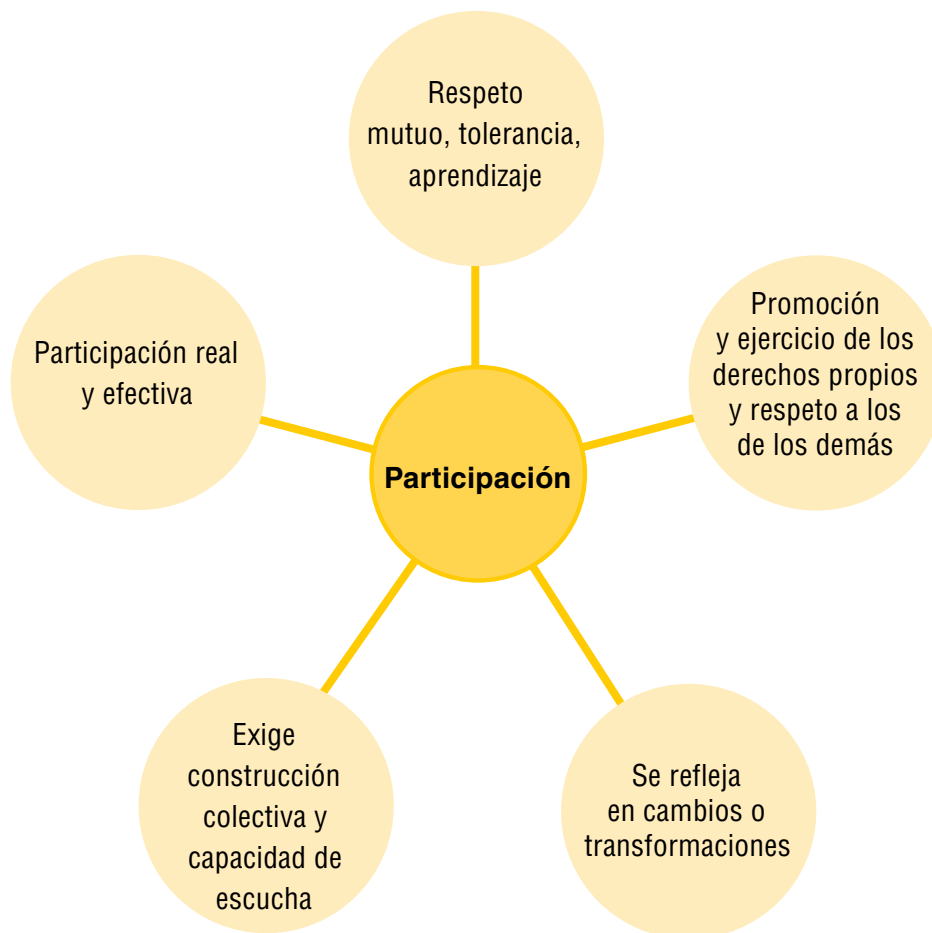 Respeto
mutuo, tolerancia,
aprendizaje
Participación real
y efectiva
Promoción
y ejercicio de los
derechos propios
y respeto a los
de los demás
Participación
Exige
construcción
colectiva y
capacidad de
escucha
Se refleja
en cambios o
transformaciones